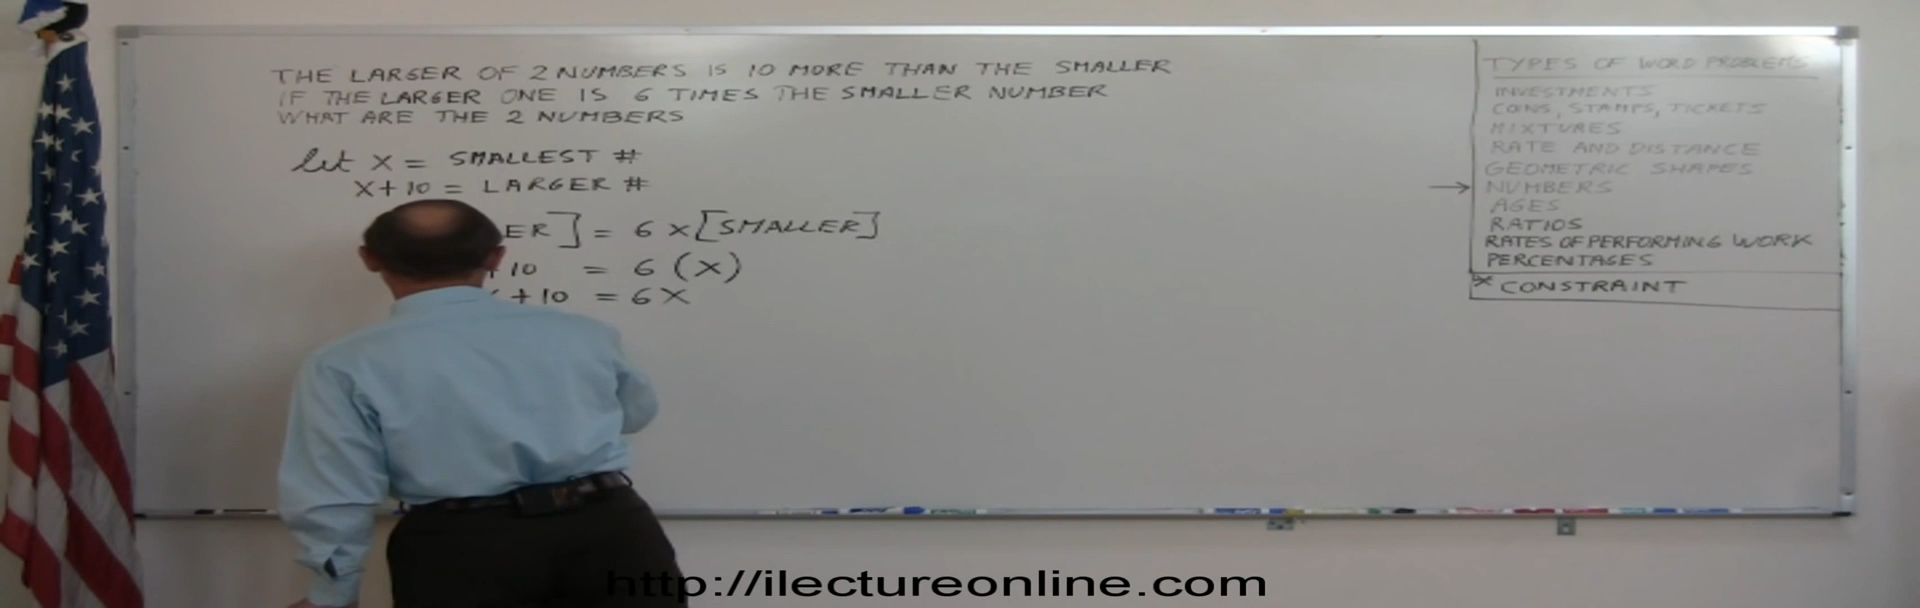 THE LARGER OF 2 NUMBERS IS 10 MORE THAN THE SMALLER
IF THE LARGER ONE IS 6 TIMES THE SMALLER NUMBER
WHAT ARE THE 2 NUMBERS
let X = SMALLEST #
X+10 = LARGER #
ER] = 6 X [SMALLER]
+10 = 6 (X)
+10 = 6X
TYPES OF WORD PROBLEMS
INVESTMENTS
COINS, STAMPS, TICKETS
MIXTURES
RATE AND DISTANCE
GEOMETRIC SHAPES
→ NUMBERS
AGES
RATIOS
RATES OF PERFORMING WORK
PERCENTAGES
* CONSTRAINT
http://ilectureonline.com